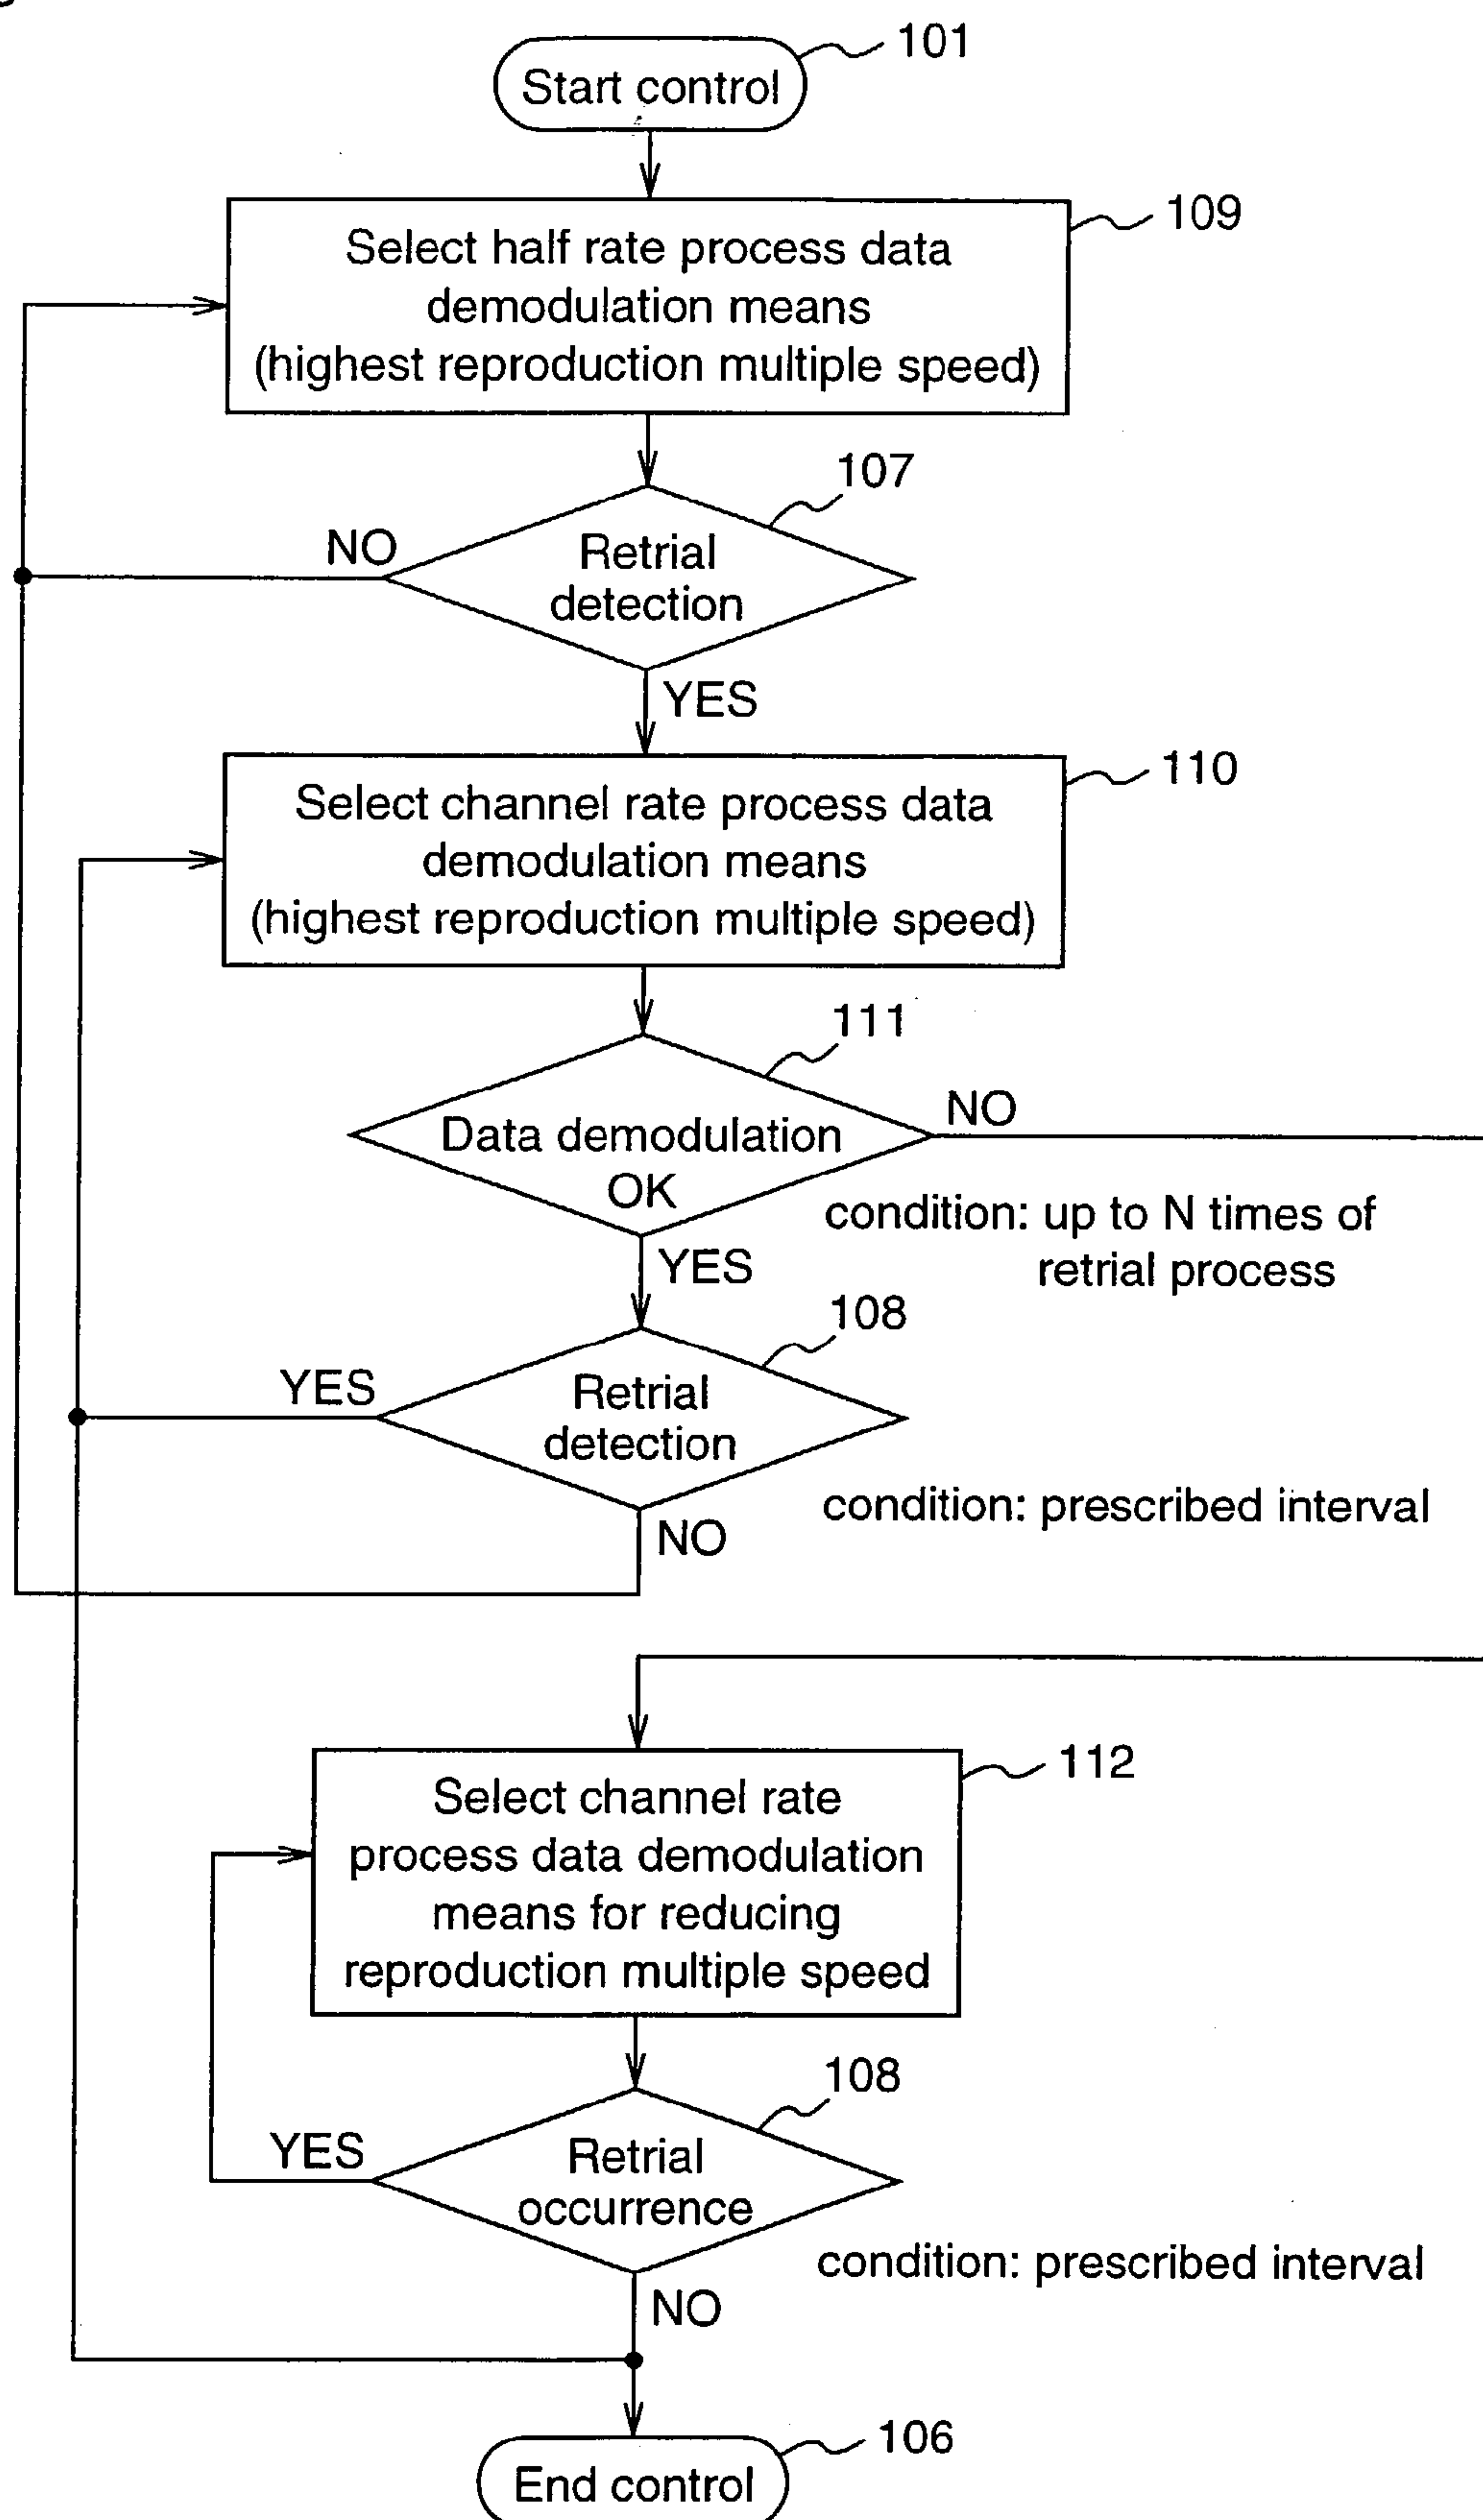 101
Start control
109
Select half rate process data
demodulation means
(highest reproduction multiple speed)
107
NO
Retrial
detection
YES
110
Select channel rate process data
demodulation means
(highest reproduction multiple speed)
111
NO
Data demodulation
OK
condition: up to N times of
retrial process
YES
108
YES
Retrial
detection
condition: prescribed interval
NO
112
Select channel rate
process data demodulation
means for reducing
reproduction multiple speed
108
YES
Retrial
occurrence
condition: prescribed interval
NO
106
End control